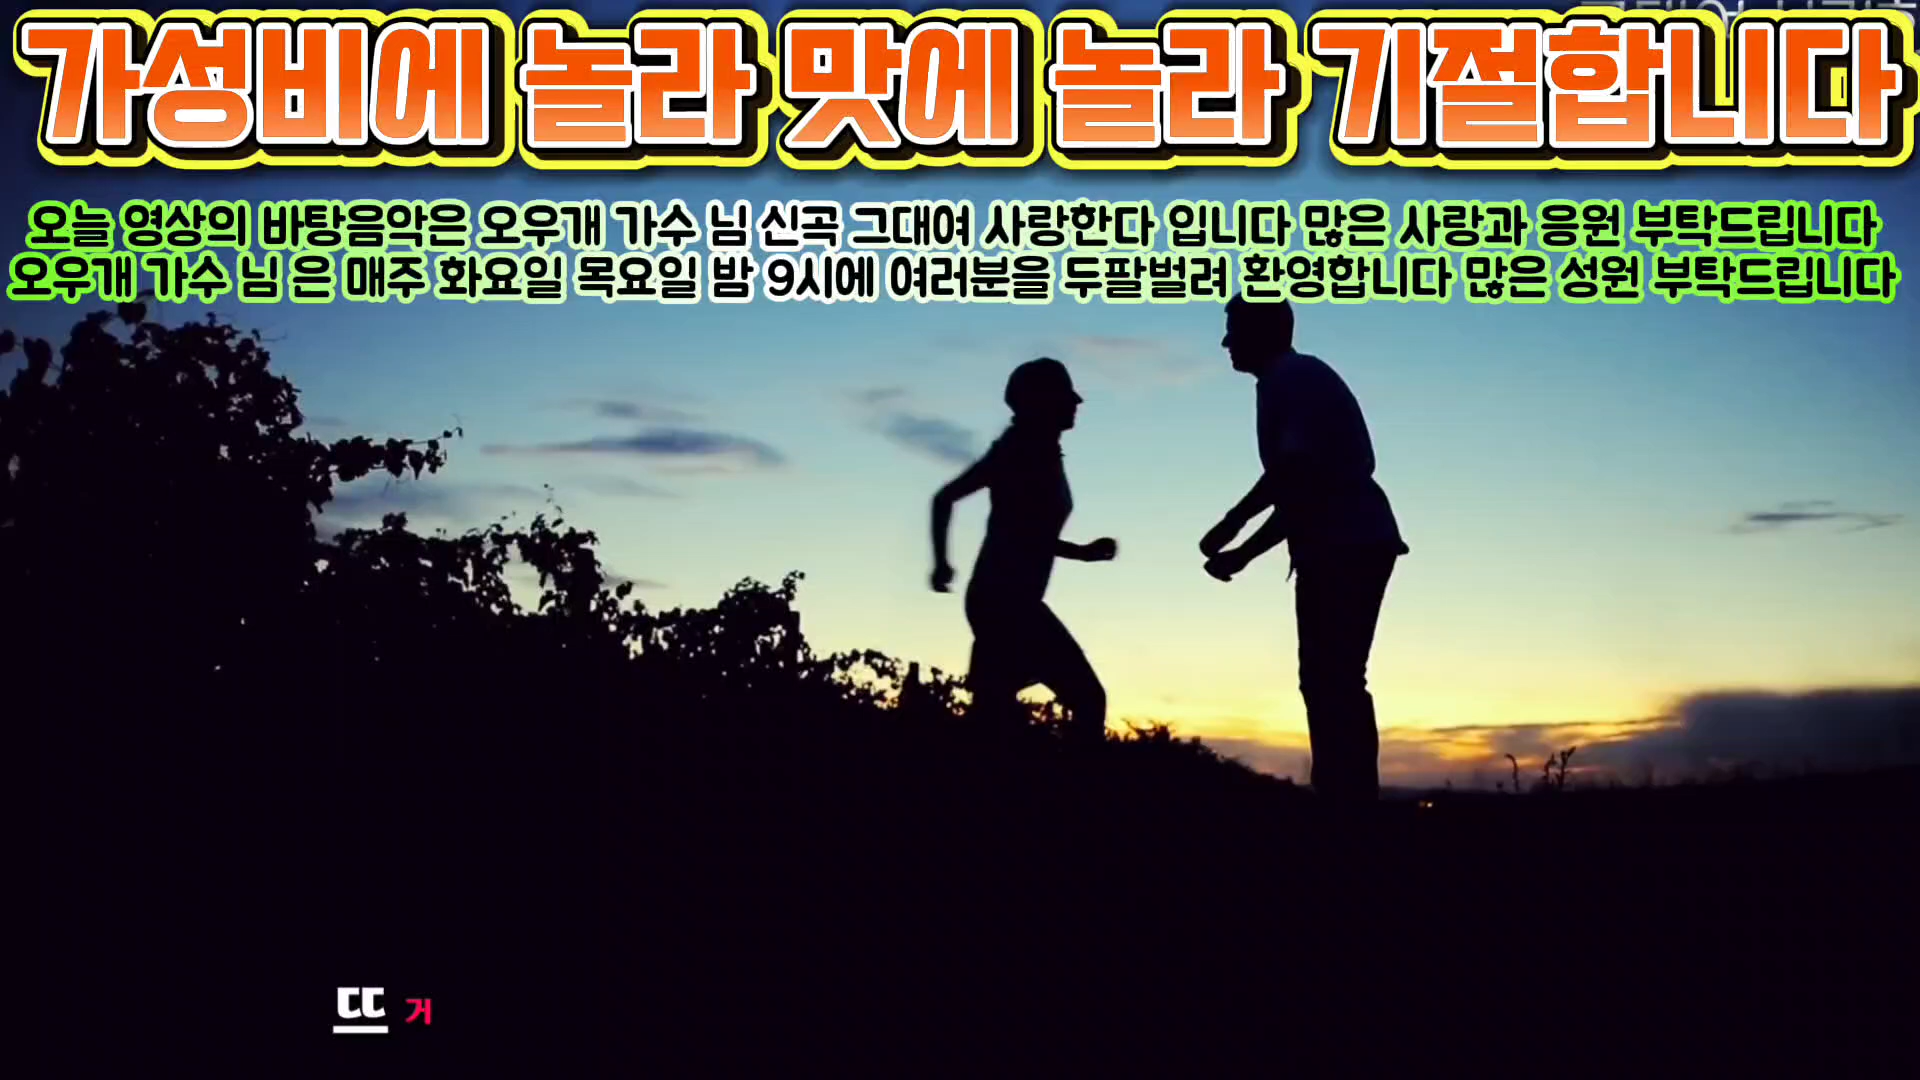 가성비에 놀라 맛에 놀라 기절합니다
오늘 영상의 바탕음악은 오우개 가수 님 신곡 그대여 사랑한다 입니다 많은 사랑과 응원 부탁드립니다
오우개 가수 님 은 매주 화요일 목요일 밤 9시에 여러분을 두팔벌려 환영합니다 많은 성원 부탁드립니다
뜨 거